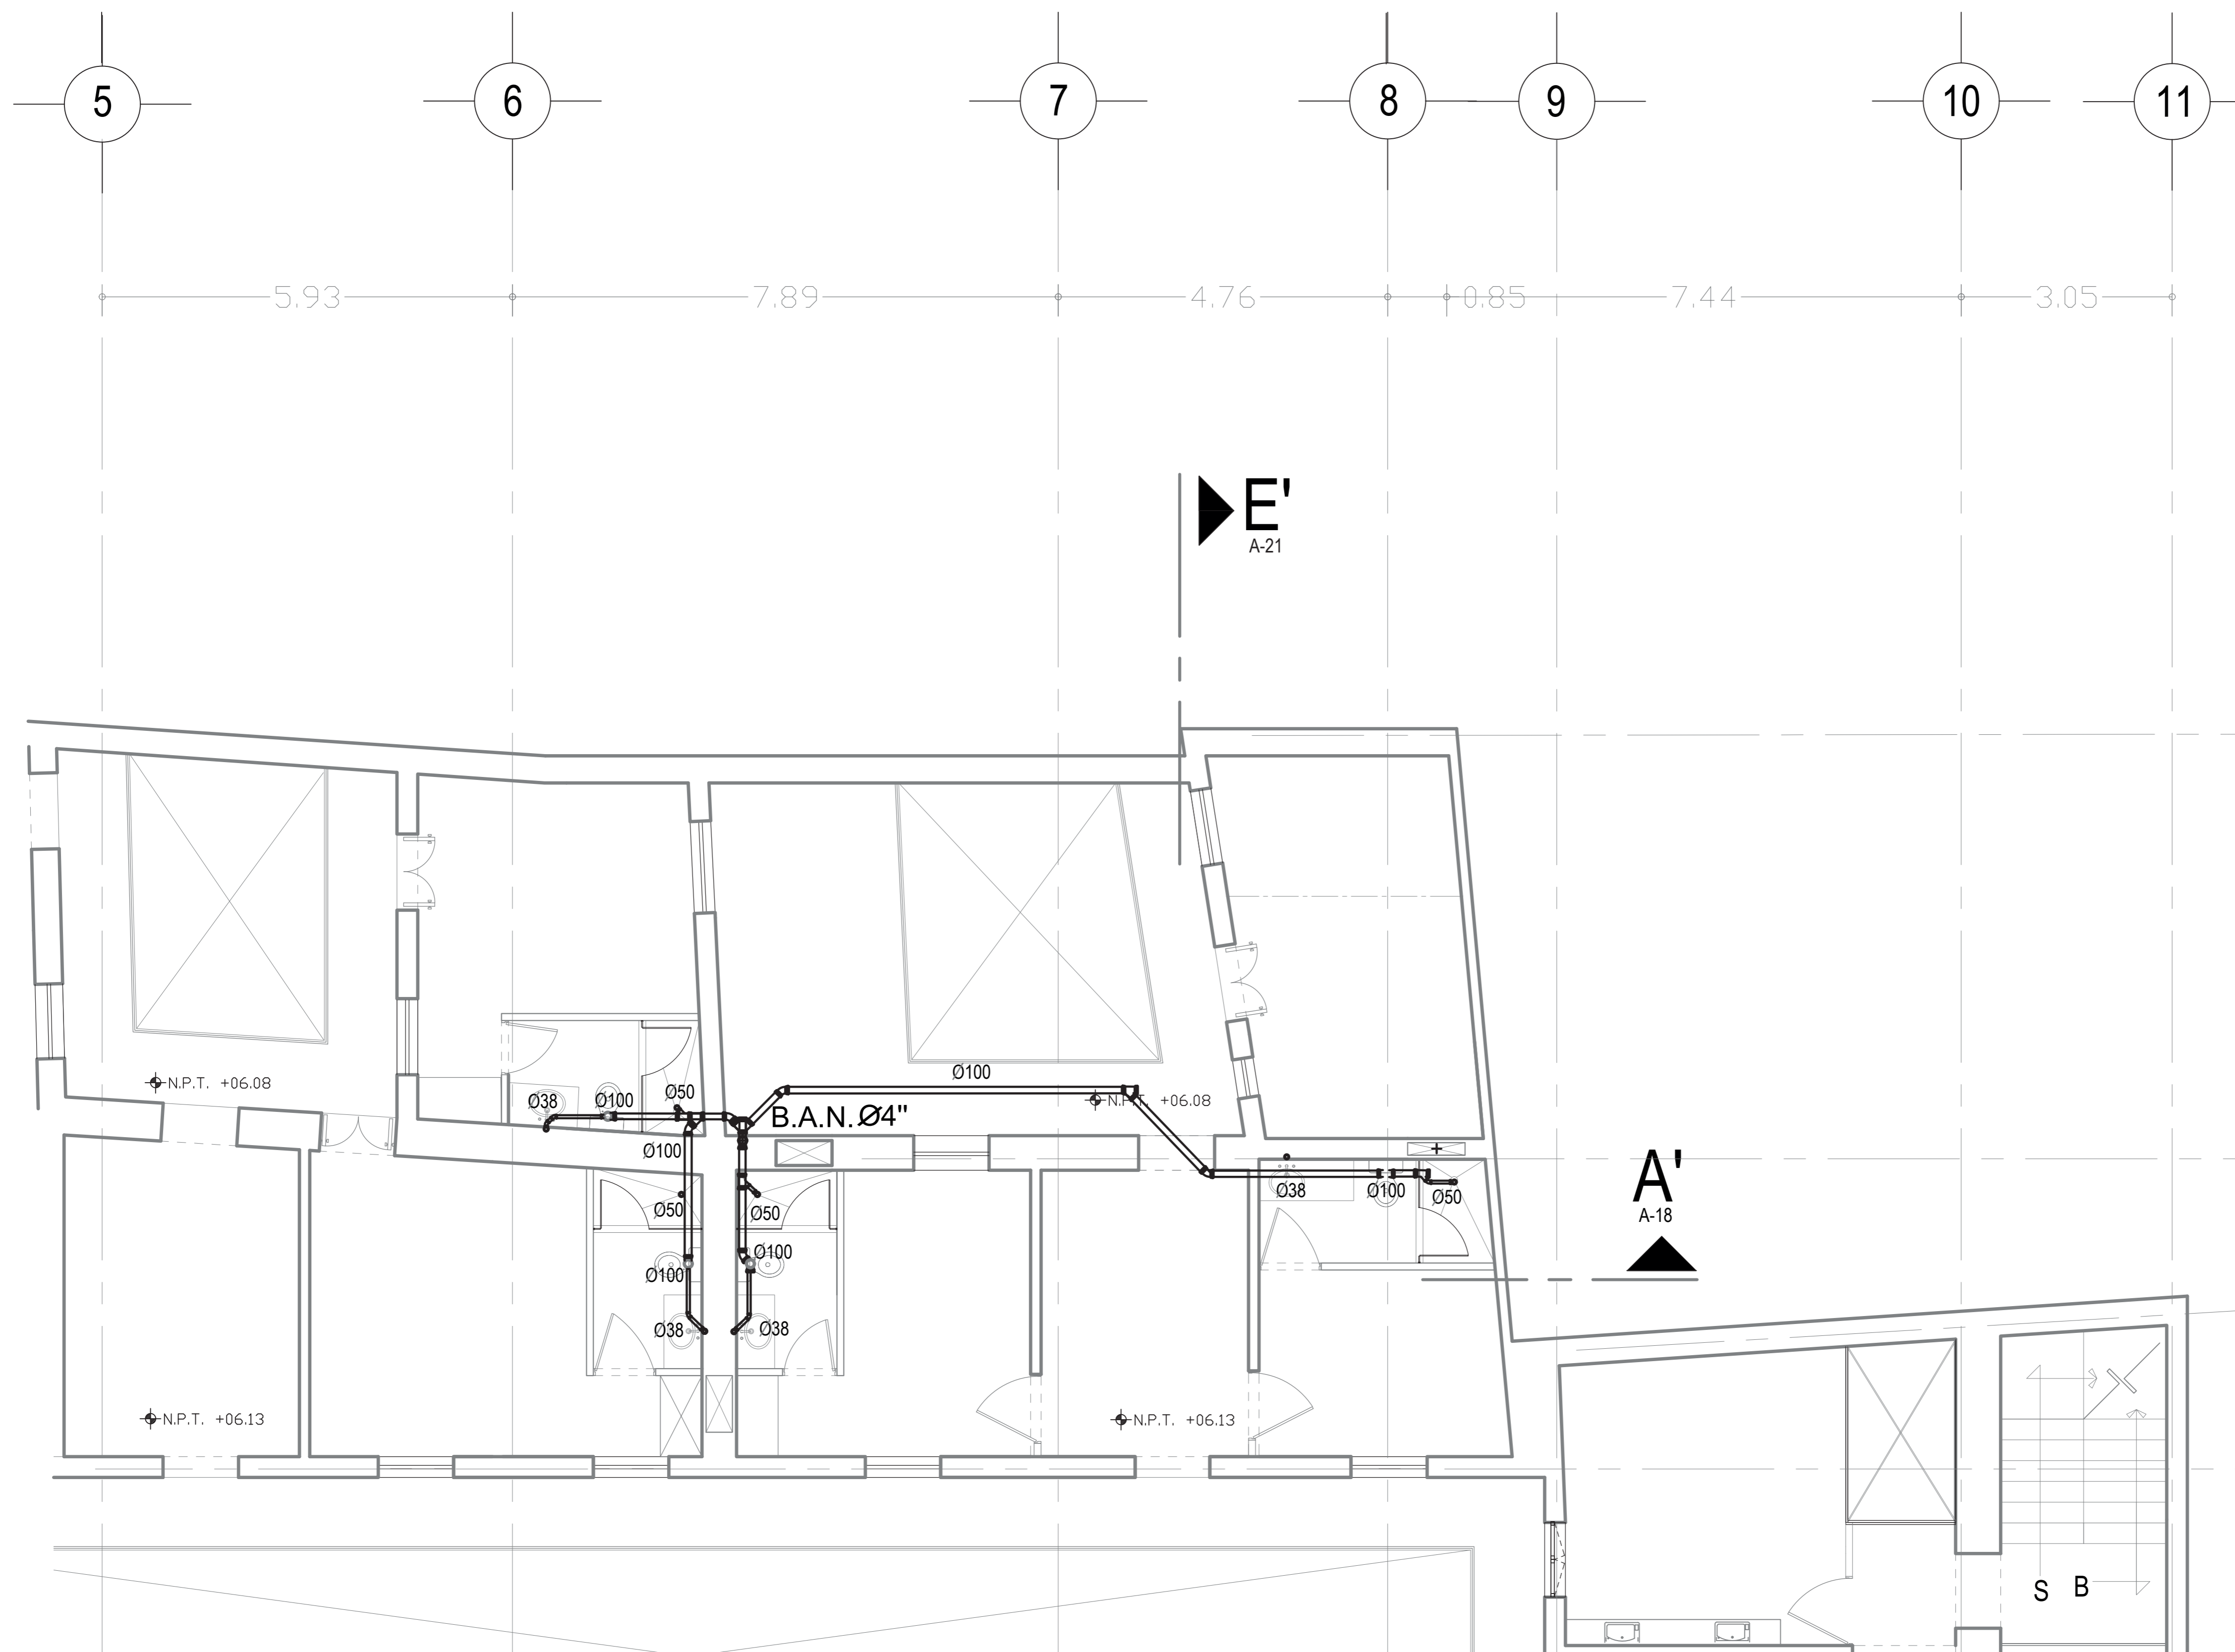 5
6
7
8
9
10
11
5.93
7.89
4.76
0.85
7.44
3.05
E'
A-21
Ø100
N.P.T. +06.08
N.P.T. +06.08
Ø38
Ø100
Ø50
B.A.N. Ø4"
Ø100
A'
A-18
Ø38
Ø100
Ø50
Ø50
Ø50
Ø100
Ø100
Ø38
Ø38
N.P.T. +06.13
N.P.T. +06.13
S B